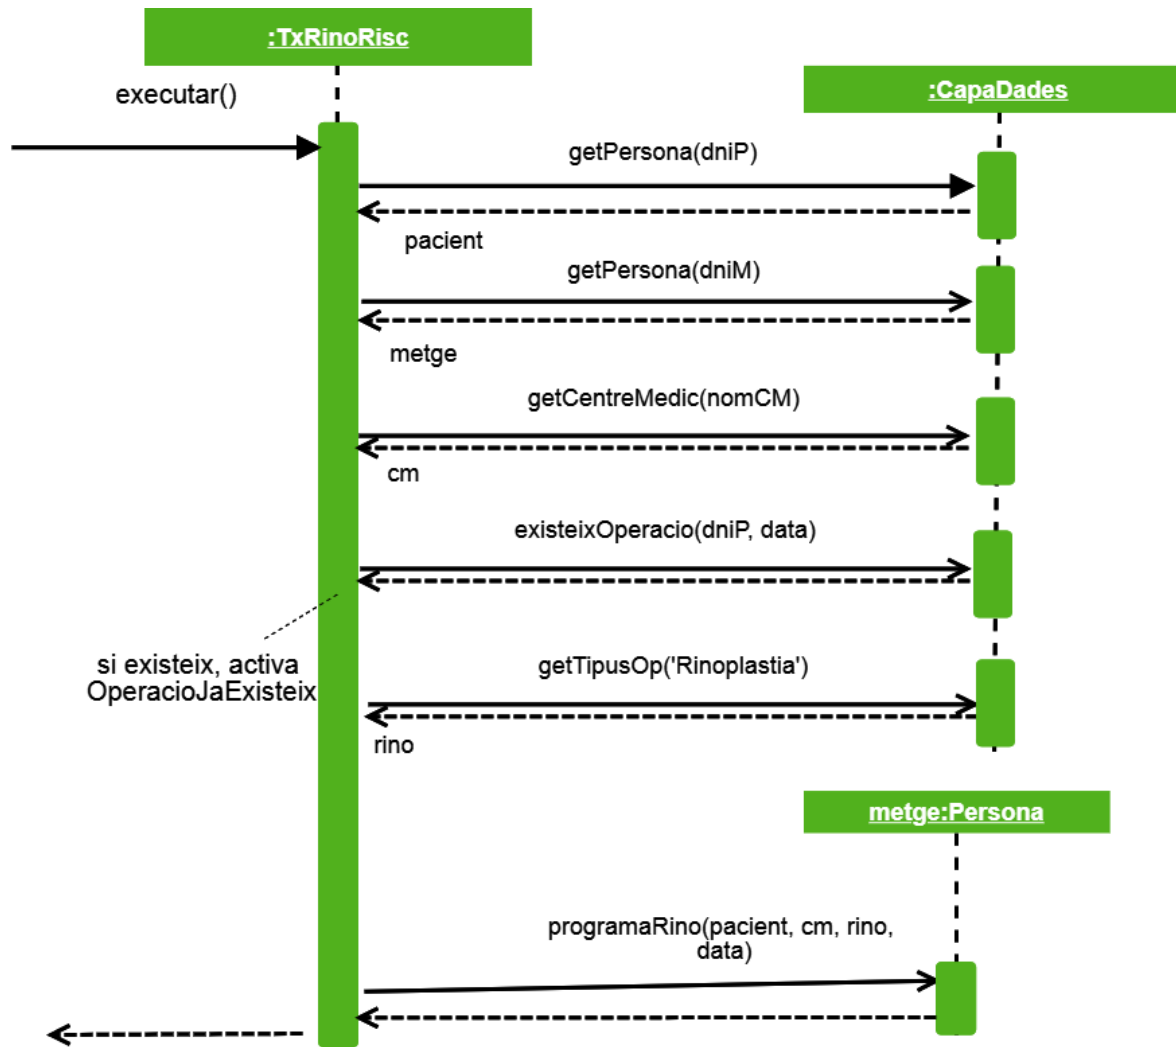 :TxRinoRisc
executar()
:CapaDades
getPersona(dniP)
pacient
getPersona(dniM)
metge
getCentreMedic(nomCM)
cm
existeixOperacio(dniP, data)
si existeix, activa
OperacioJaExisteix
getTipusOp('Rinoplastia')
rino
metge:Persona
programaRino(pacient, cm, rino,
data)